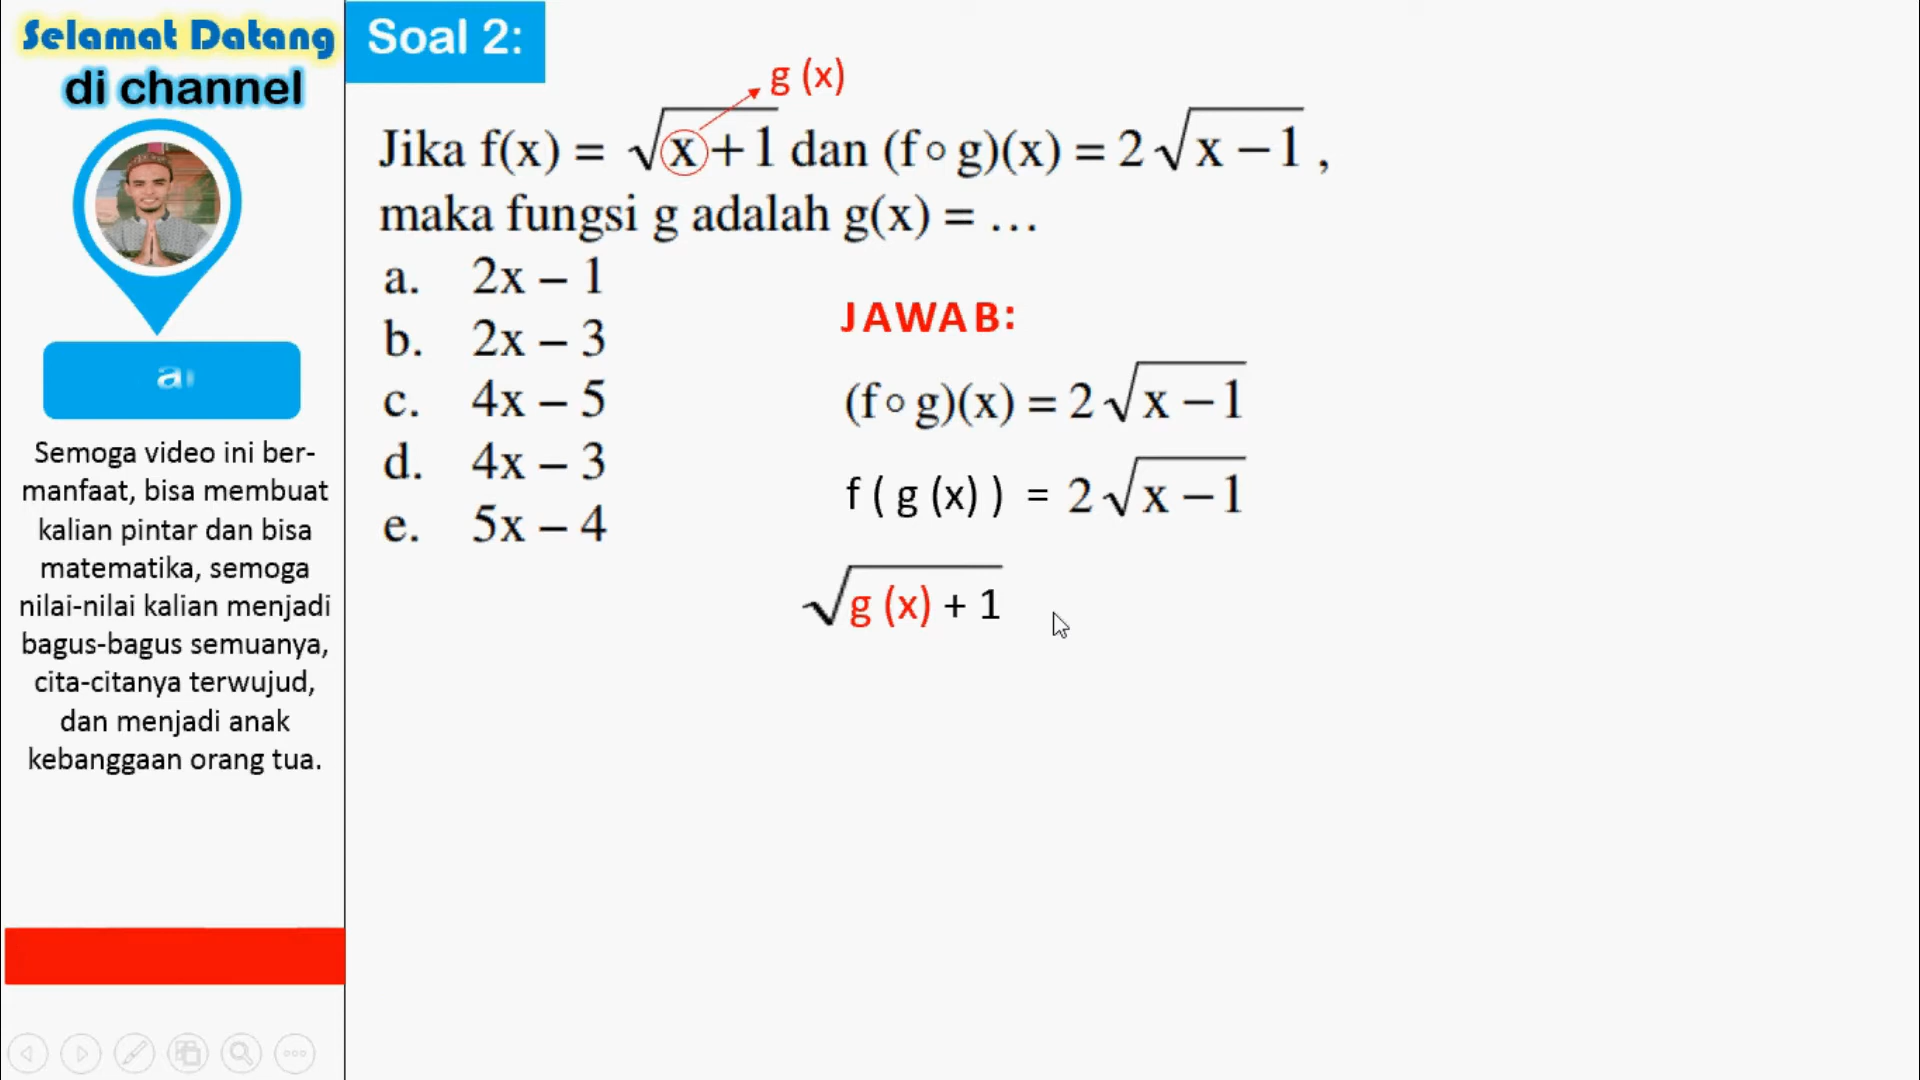 Selamat Datang
di channel
a
Semoga video ini ber-
manfaat, bisa membuat
kalian pintar dan bisa
matematika, semoga
nilai-nilai kalian menjadi
bagus-bagus semuanya,
cita-citanya terwujud,
dan menjadi anak
kebanggaan orang tua.
Soal 2:
g (x)
Jika f(x) = √(x + 1) dan (f ∘ g)(x) = 2√(x − 1) ,
maka fungsi g adalah g(x) = …
a. 2x – 1
b. 2x – 3
c. 4x – 5
d. 4x – 3
e. 5x – 4
JAWAB:
(f ∘ g)(x) = 2√(x − 1)
f ( g (x) ) = 2√(x − 1)
√(g (x) + 1)